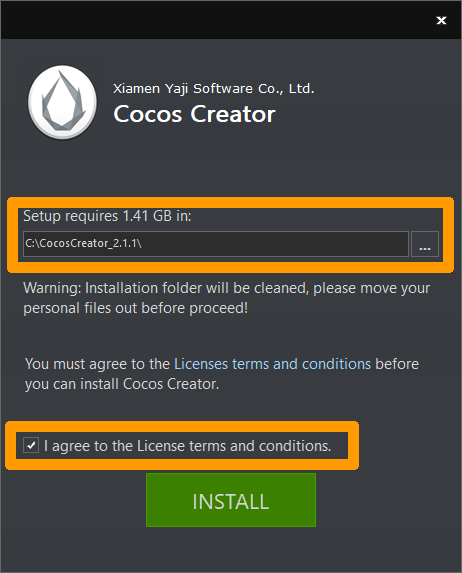 Xiamen Yaji Software Co., Ltd.
Cocos Creator
Setup requires 1.41 GB in:
C:\CocosCreator_2.1.1\
...
Warning: Installation folder will be cleaned, please move your
personal files out before proceed!
You must agree to the Licenses terms and conditions before
you can install Cocos Creator.
I agree to the License terms and conditions.
INSTALL